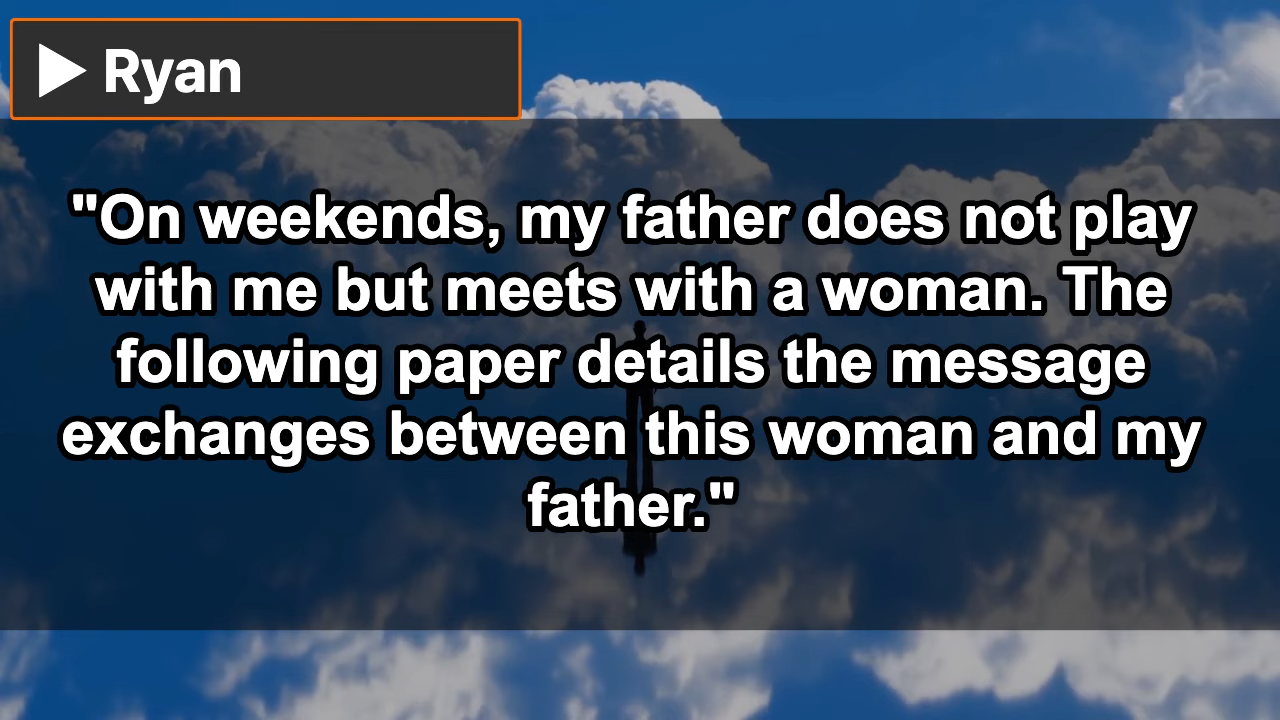 Ryan
"On weekends, my father does not play
with me but meets with a woman. The
following paper details the message
exchanges between this woman and my
father."